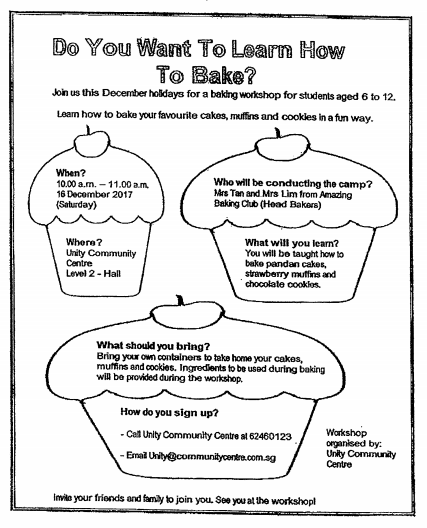 Do You Want To Learn How
To Bake?
Join us this December holidays for a baking workshop for students aged 6 to 12.
Learn how to bake your favourite cakes, muffins and cookies in a fun way.
When?
10.00 a.m. – 11.00 a.m.
16 December 2017
(Saturday)
Where?
Unity Community
Centre
Level 2 - Hall
Who will be conducting the camp?
Mrs Tan and Mrs Lim from Amazing
Baking Club (Head Bakers)
What will you learn?
You will be taught how to
bake pandan cakes,
strawberry muffins and
chocolate cookies.
What should you bring?
Bring your own containers to take home your cakes,
muffins and cookies. Ingredients to be used during baking
will be provided during the workshop.
How do you sign up?
- Call Unity Community Centre at 62460123
- Email Unity@communitycentre.com.sg
Workshop
organised by:
Unity Community
Centre
Invite your friends and family to join you. See you at the workshop!